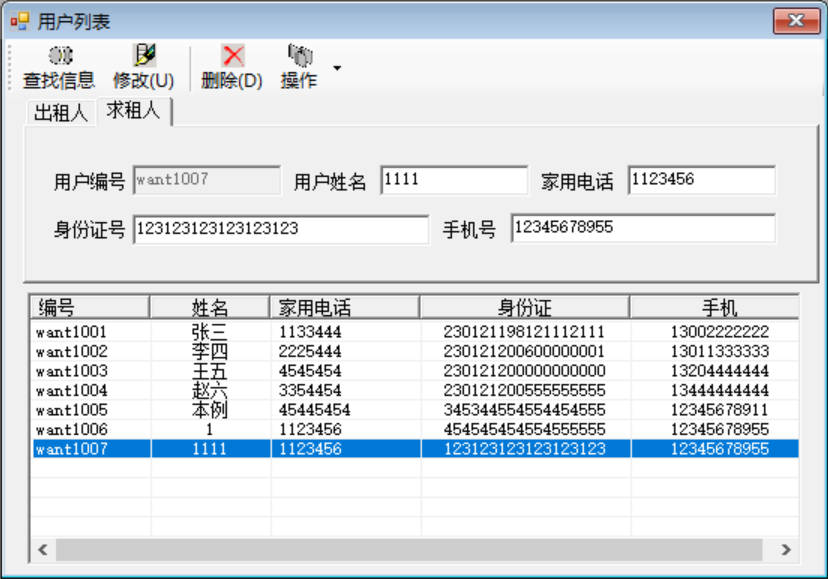 用户列表
查找信息 修改(U) 删除(D) 操作
出租人 求租人
用户编号 want1007 用户姓名 1111 家用电话 1123456
身份证号 123123123123123123 手机号 12345678955
编号 姓名 家用电话 身份证 手机
want1001 张三 1133444 230121198121112111 13002222222
want1002 李四 2225444 230121200600000001 13011333333
want1003 王五 4545454 230121200000000000 13204444444
want1004 赵六 3354454 230121200555555555 13444444444
want1005 本例 45445454 345344554554454555 12345678911
want1006 1 1123456 454545454554555555 12345678955
want1007 1111 1123456 123123123123123123 12345678955